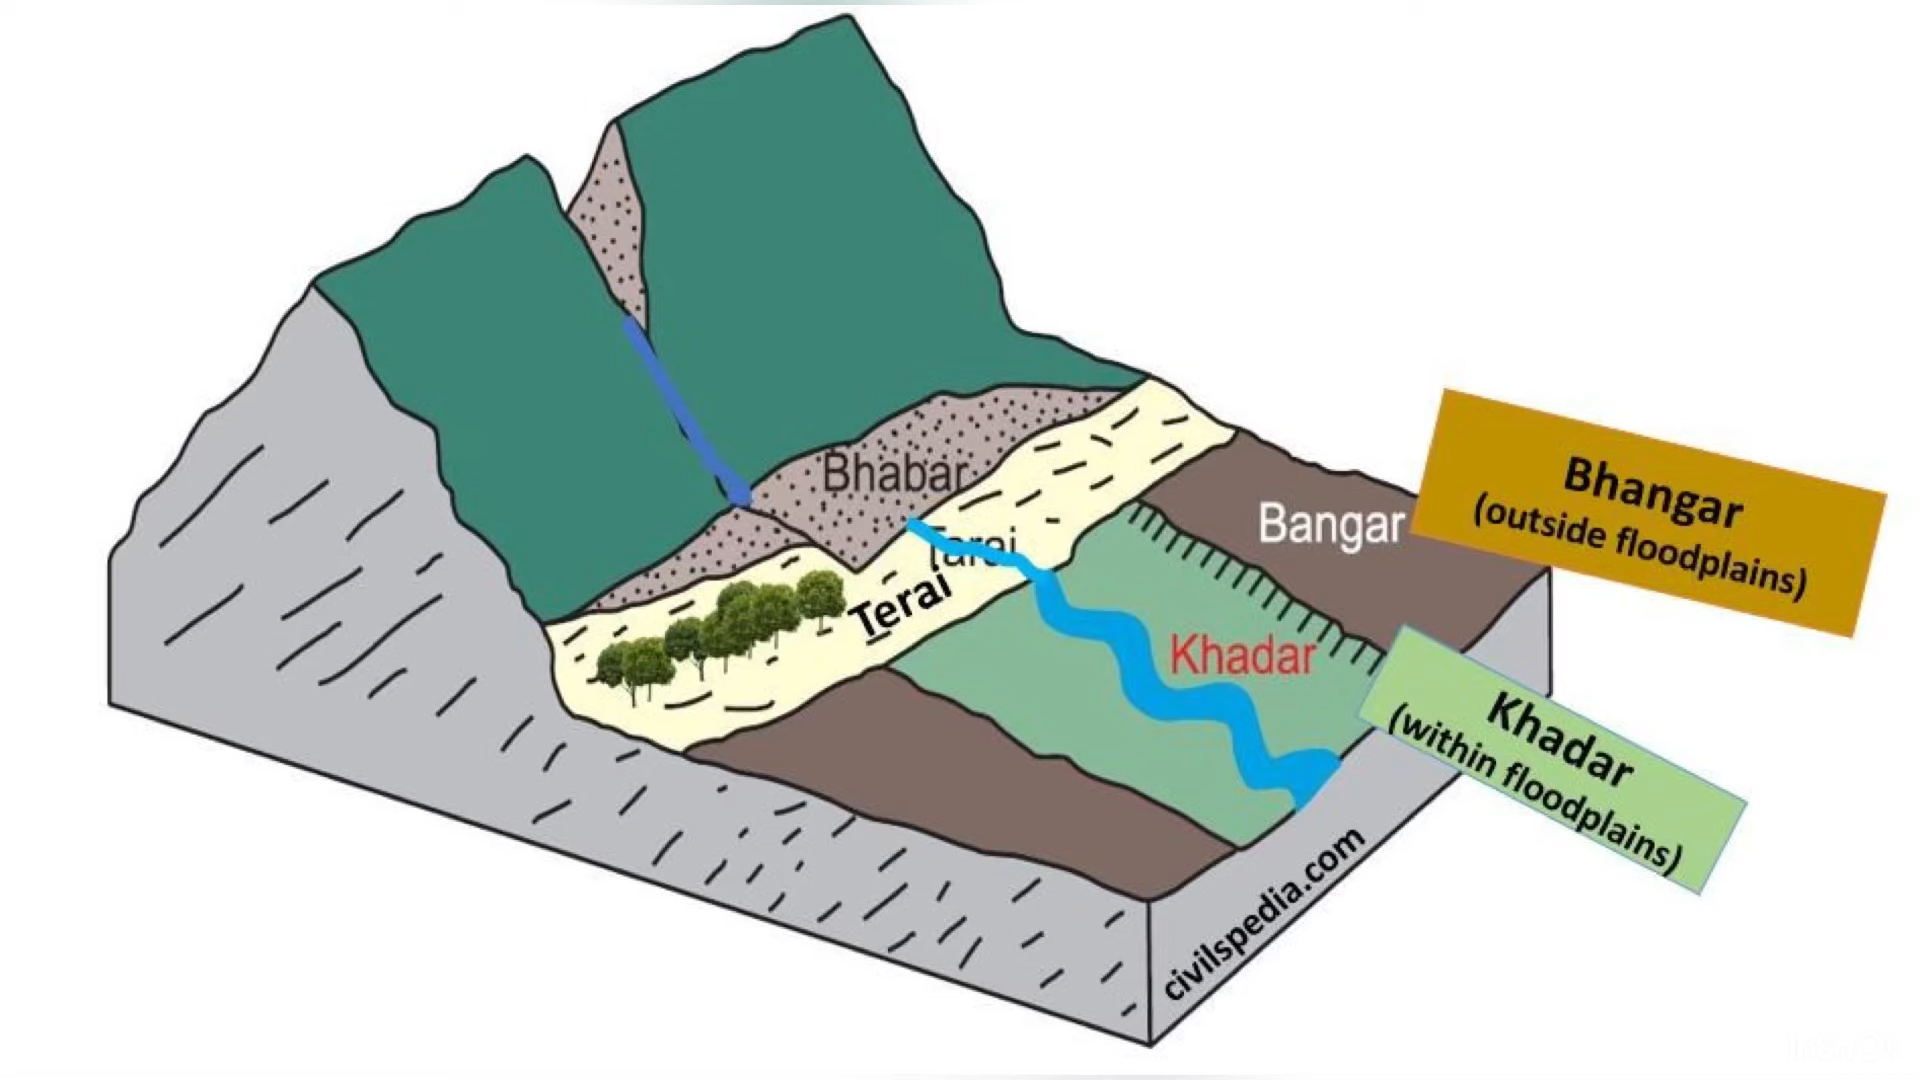 Bhabar
Tarai
Terai
Bangar
Bhangar
(outside floodplains)
Khadar
Khadar
(within floodplains)
civilspedia.com